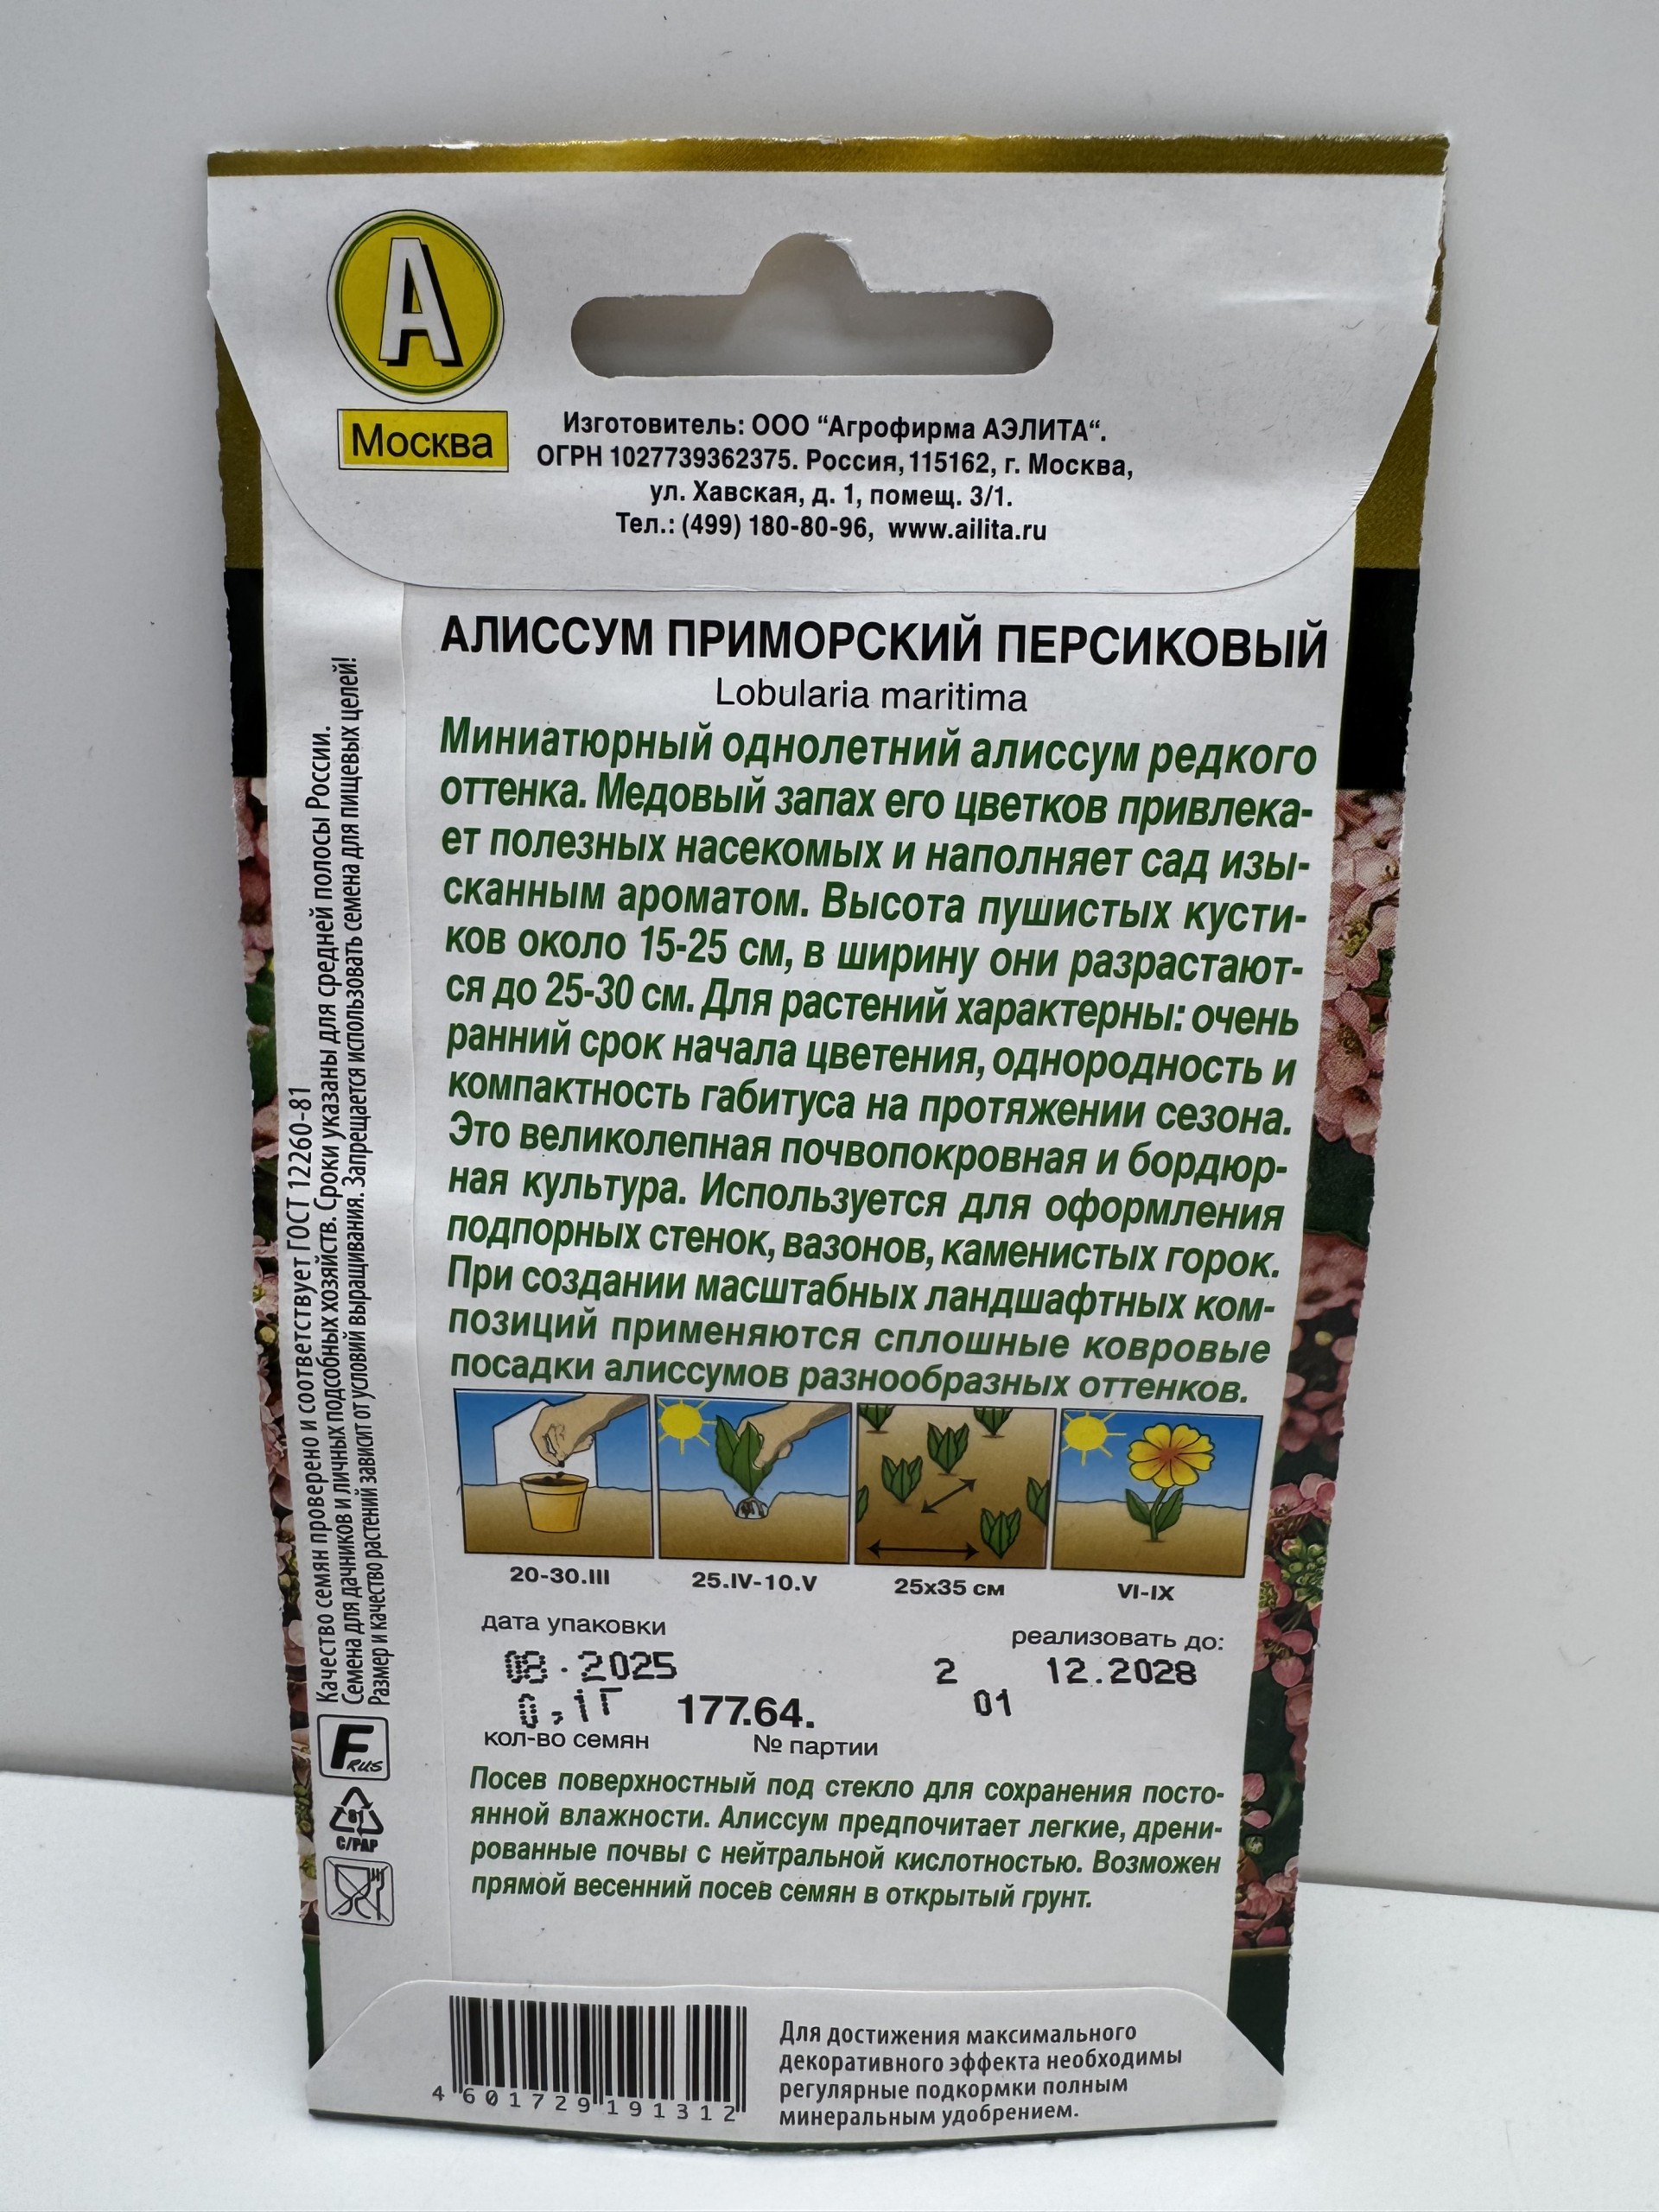 А
Москва
Изготовитель: ООО “Агрофирма АЭЛИТА“.
ОГРН 1027739362375. Россия, 115162, г. Москва,
ул. Хавская, д. 1, помещ. 3/1.
Тел.: (499) 180-80-96, www.ailita.ru
АЛИССУМ ПРИМОРСКИЙ ПЕРСИКОВЫЙ
Lobularia maritima
Миниатюрный однолетний алиссум редкого
оттенка. Медовый запах его цветков привлека-
ет полезных насекомых и наполняет сад изы-
сканным ароматом. Высота пушистых кусти-
ков около 15-25 см, в ширину они разрастают-
ся до 25-30 см. Для растений характерны: очень
ранний срок начала цветения, однородность и
компактность габитуса на протяжении сезона.
Это великолепная почвопокровная и бордюр-
ная культура. Используется для оформления
подпорных стенок, вазонов, каменистых горок.
При создании масштабных ландшафтных ком-
позиций применяются сплошные ковровые
посадки алиссумов разнообразных оттенков.
20-30.III 25.IV-10.V 25x35 см VI-IX
дата упаковки реализовать до:
08.2025 2 12.2028
0,1г 177.64. 01
кол-во семян № партии
Посев поверхностный под стекло для сохранения посто-
янной влажности. Алиссум предпочитает легкие, дрени-
рованные почвы с нейтральной кислотностью. Возможен
прямой весенний посев семян в открытый грунт.
Качество семян проверено и соответствует ГОСТ 12260-81
Семена для дачников и личных подсобных хозяйств. Сроки указаны для средней полосы России.
Размер и качество растений зависит от условий выращивания. Запрещается использовать семена для пищевых целей!
F RUS
81
C/PAP
4 601729 191312
Для достижения максимального
декоративного эффекта необходимы
регулярные подкормки полным
минеральным удобрением.